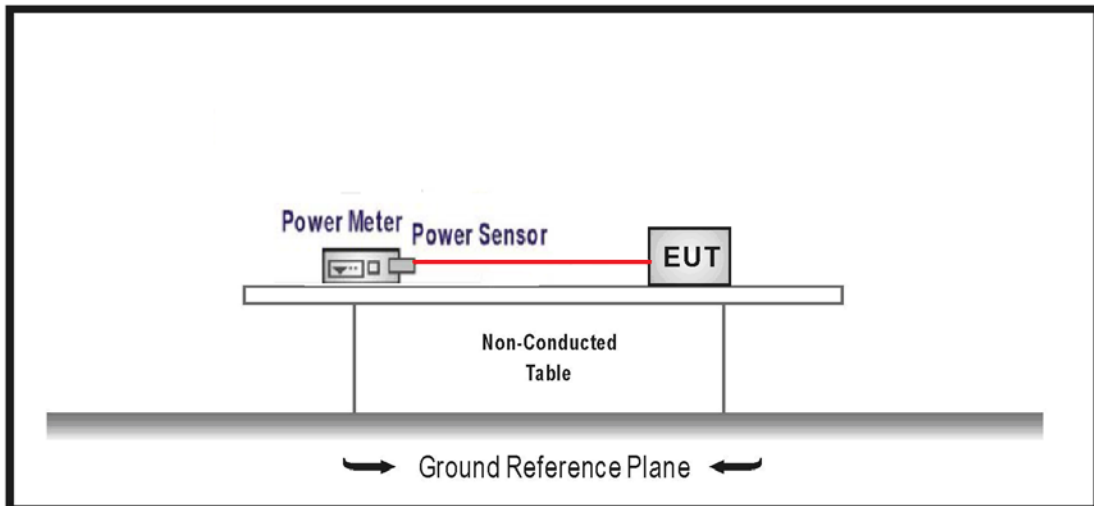 Power Meter
Power Sensor
EUT
Non-Conducted
Table
Ground Reference Plane